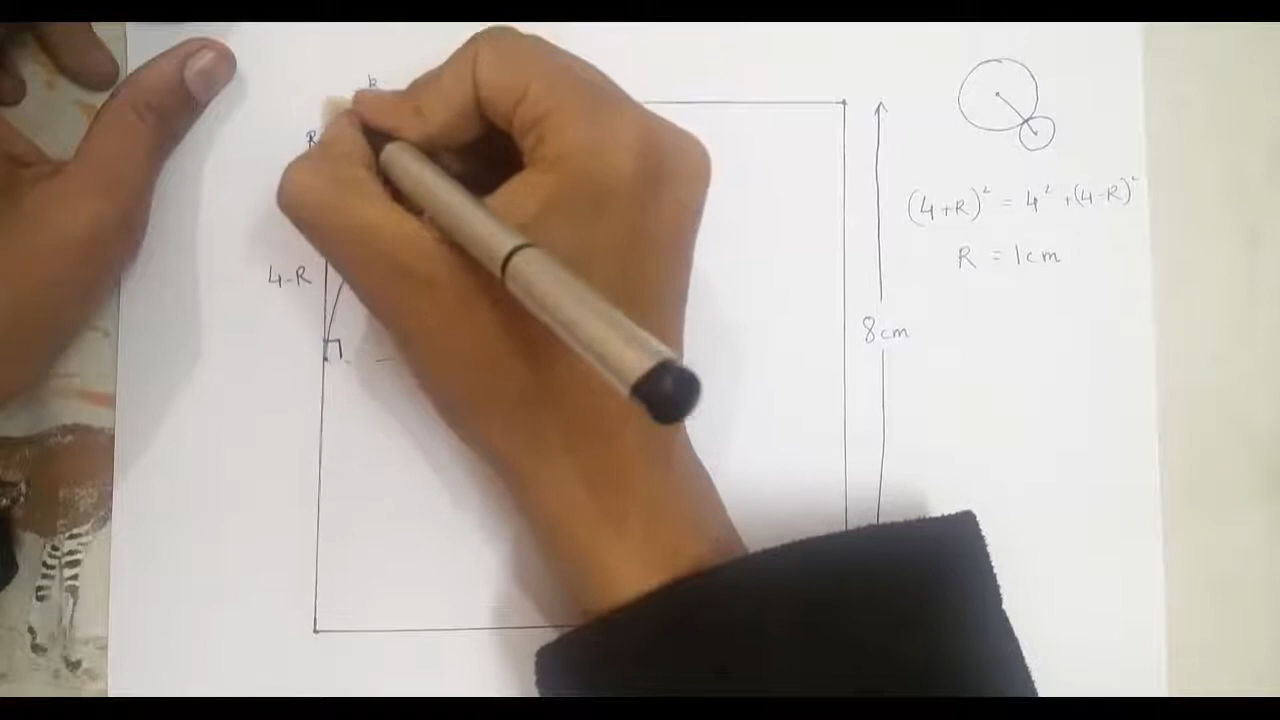 R
R
(4+R)² = 4² + (4-R)²
R = 1cm
4-R
8cm